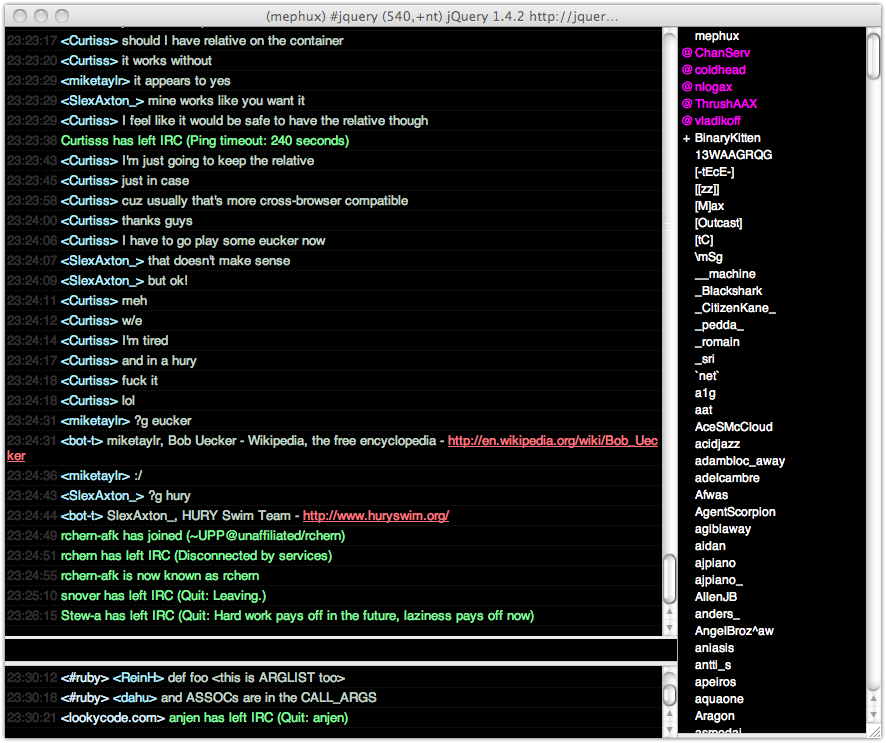 (mephux) #jquery (540,+nt) jQuery 1.4.2 http://jquer...
23:23:17 <Curtiss> should I have relative on the container
23:23:20 <Curtiss> it works without
23:23:29 <miketaylr> it appears to yes
23:23:29 <SlexAxton_> mine works like you want it
23:23:29 <Curtiss> I feel like it would be safe to have the relative though
23:23:38 Curtisss has left IRC (Ping timeout: 240 seconds)
23:23:43 <Curtiss> I'm just going to keep the relative
23:23:45 <Curtiss> just in case
23:23:58 <Curtiss> cuz usually that's more cross-browser compatible
23:24:00 <Curtiss> thanks guys
23:24:06 <Curtiss> I have to go play some eucker now
23:24:07 <SlexAxton_> that doesn't make sense
23:24:09 <SlexAxton_> but ok!
23:24:11 <Curtiss> meh
23:24:12 <Curtiss> w/e
23:24:14 <Curtiss> I'm tired
23:24:17 <Curtiss> and in a hury
23:24:18 <Curtiss> fuck it
23:24:18 <Curtiss> lol
23:24:31 <miketaylr> ?g eucker
23:24:31 <bot-t> miketaylr, Bob Uecker - Wikipedia, the free encyclopedia - http://en.wikipedia.org/wiki/Bob_Uec
ker
23:24:36 <miketaylr> :/
23:24:43 <SlexAxton_> ?g hury
23:24:44 <bot-t> SlexAxton_, HURY Swim Team - http://www.huryswim.org/
23:24:49 rchern-afk has joined (~UPP@unaffiliated/rchern)
23:24:51 rchern has left IRC (Disconnected by services)
23:24:55 rchern-afk is now known as rchern
23:25:10 snover has left IRC (Quit: Leaving.)
23:26:15 Stew-a has left IRC (Quit: Hard work pays off in the future, laziness pays off now)
23:30:12 <#ruby> <ReinH> def foo <this is ARGLIST too>
23:30:18 <#ruby> <dahu> and ASSOCs are in the CALL_ARGS
23:30:21 <lookycode.com> anjen has left IRC (Quit: anjen)
mephux
@ ChanServ
@ coldhead
@ nlogax
@ ThrushAAX
@ vladikoff
+ BinaryKitten
13WAAGRQG
[-tEcE-]
[[zz]]
[M]ax
[Outcast]
[tC]
\mSg
__machine
_Blackshark
_CitizenKane_
_pedda_
_romain
_sri
`net`
a1g
aat
AceSMcCloud
acidjazz
adambloc_away
adelcambre
Afwas
AgentScorpion
agiblaway
aidan
ajpiano
ajpiano_
AllenJB
anders_
AngelBroz^aw
aniasis
antti_s
apeiros
aquaone
Aragon